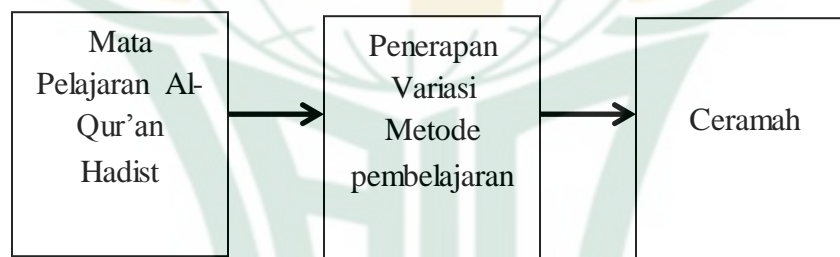 Mata
Pelajaran Al-
Qur’an
Hadist
Penerapan
Variasi
Metode
pembelajaran
Ceramah